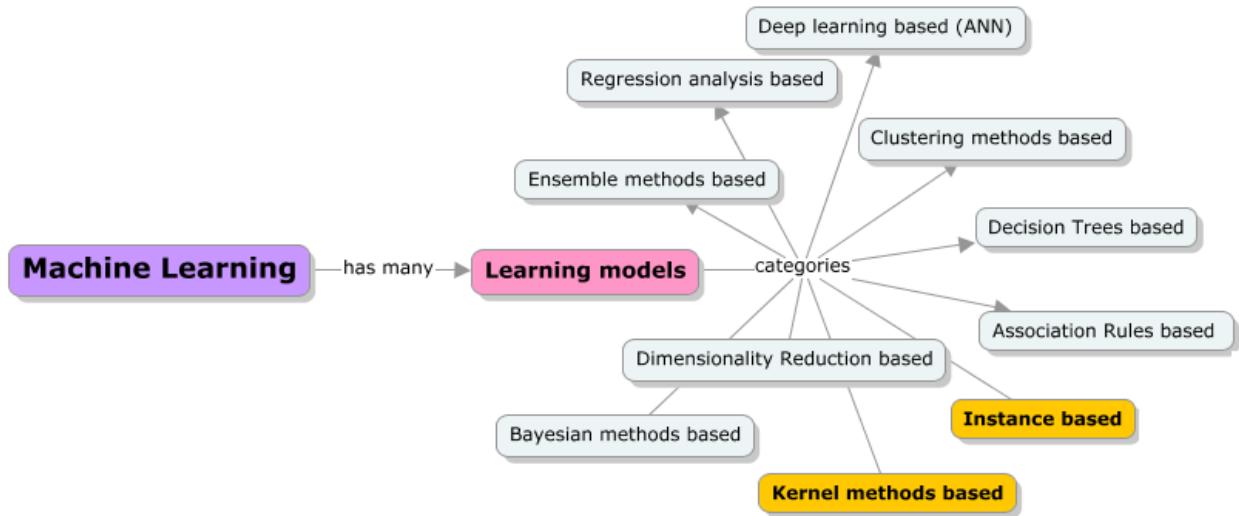 Deep learning based (ANN)
Regression analysis based
Clustering methods based
Ensemble methods based
Decision Trees based
Machine Learning
has many
Learning models
categories
Association Rules based
Dimensionality Reduction based
Instance based
Bayesian methods based
Kernel methods based